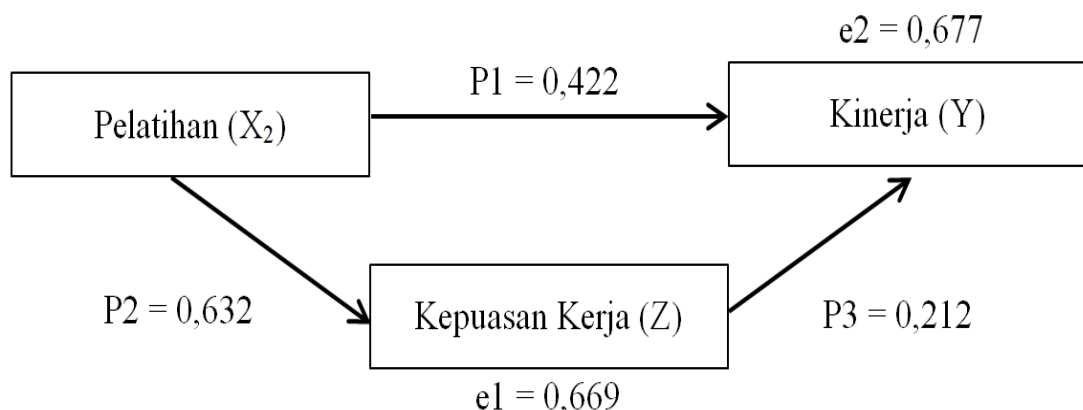 e2 = 0,677
P1 = 0,422
Pelatihan (X₂)
Kinerja (Y)
P2 = 0,632
Kepuasan Kerja (Z)
P3 = 0,212
e1 = 0,669